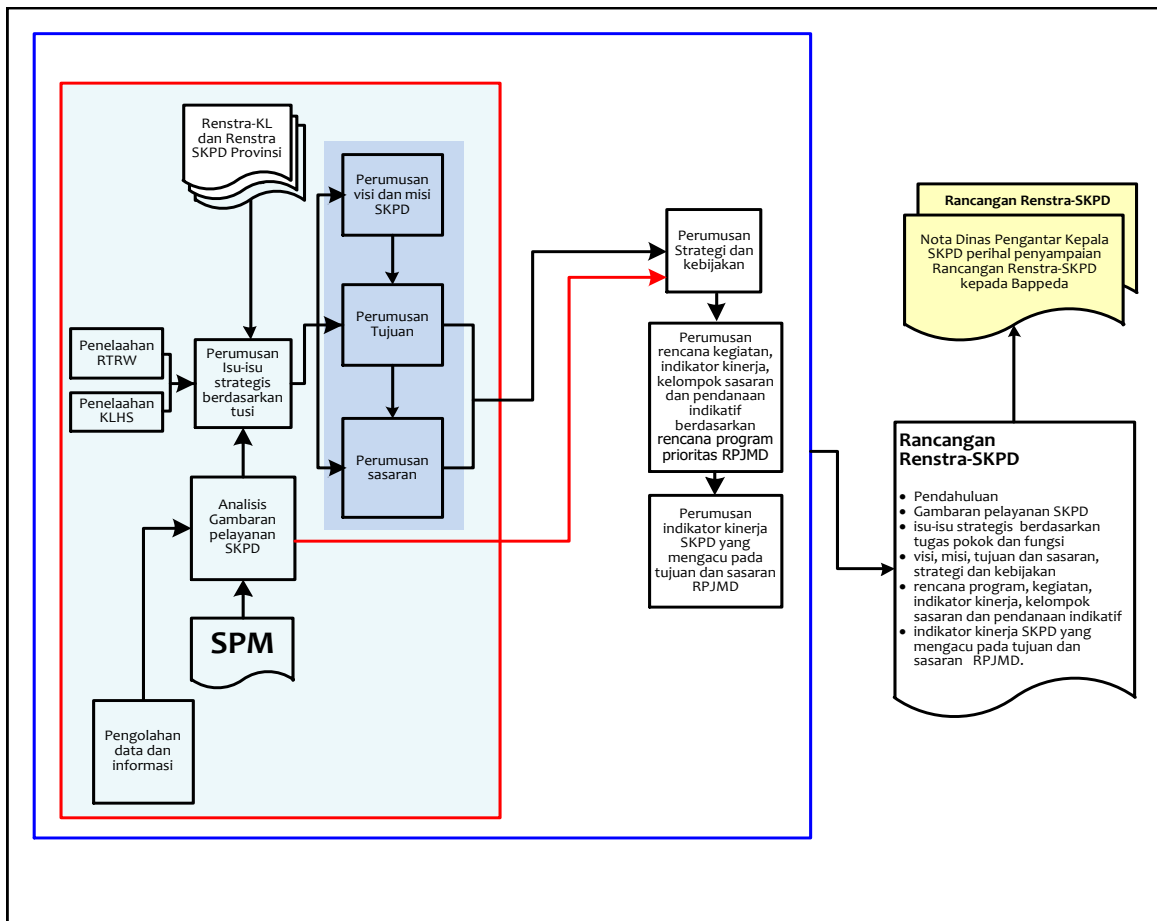 Renstra-KL
dan Renstra
SKPD Provinsi
Perumusan
visi dan misi
SKPD
Perumusan
Tujuan
Perumusan
sasaran
Penelaahan
RTRW
Penelaahan
KLHS
Perumusan
Isu-isu
strategis
berdasarkan
tusi
Analisis
Gambaran
pelayanan
SKPD
SPM
Pengolahan
data dan
informasi
Perumusan
Strategi dan
kebijakan
Perumusan
rencana kegiatan,
indikator kinerja,
kelompok sasaran
dan pendanaan
indikatif
berdasarkan
rencana program
prioritas RPJMD
Perumusan
indikator kinerja
SKPD yang
mengacu pada
tujuan dan sasaran
RPJMD
Rancangan Renstra-SKPD
Nota Dinas Pengantar Kepala
SKPD perihal penyampaian
Rancangan Renstra-SKPD
kepada Bappeda
Rancangan
Renstra-SKPD
• Pendahuluan
• Gambaran pelayanan SKPD
• isu-isu strategis berdasarkan
tugas pokok dan fungsi
• visi, misi, tujuan dan sasaran,
strategi dan kebijakan
• rencana program, kegiatan,
indikator kinerja, kelompok
sasaran dan pendanaan indikatif
• indikator kinerja SKPD yang
mengacu pada tujuan dan
sasaran RPJMD.